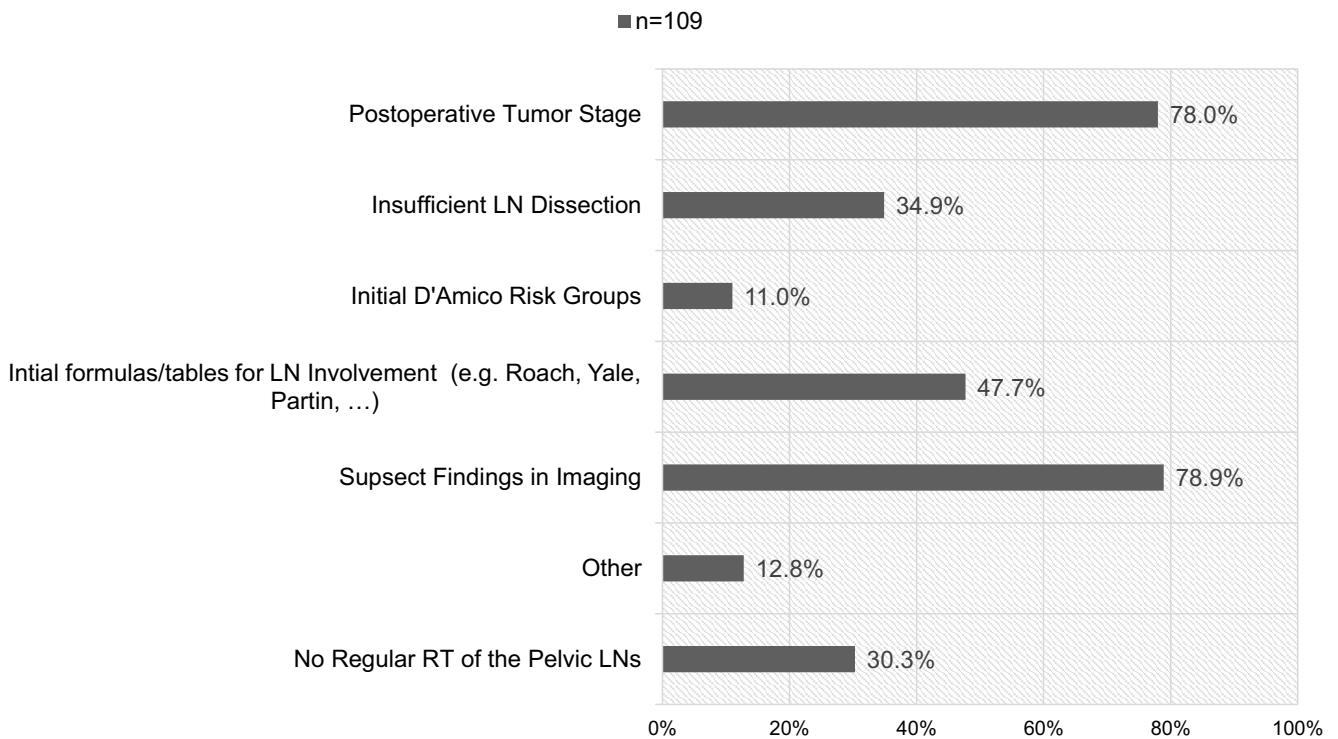 n=109
Postoperative Tumor Stage
78.0%
Insufficient LN Dissection
34.9%
Initial D'Amico Risk Groups
11.0%
Intial formulas/tables for LN Involvement  (e.g. Roach, Yale,
Partin, …)
47.7%
Supsect Findings in Imaging
78.9%
Other
12.8%
No Regular RT of the Pelvic LNs
30.3%
0% 20% 40% 60% 80% 100%